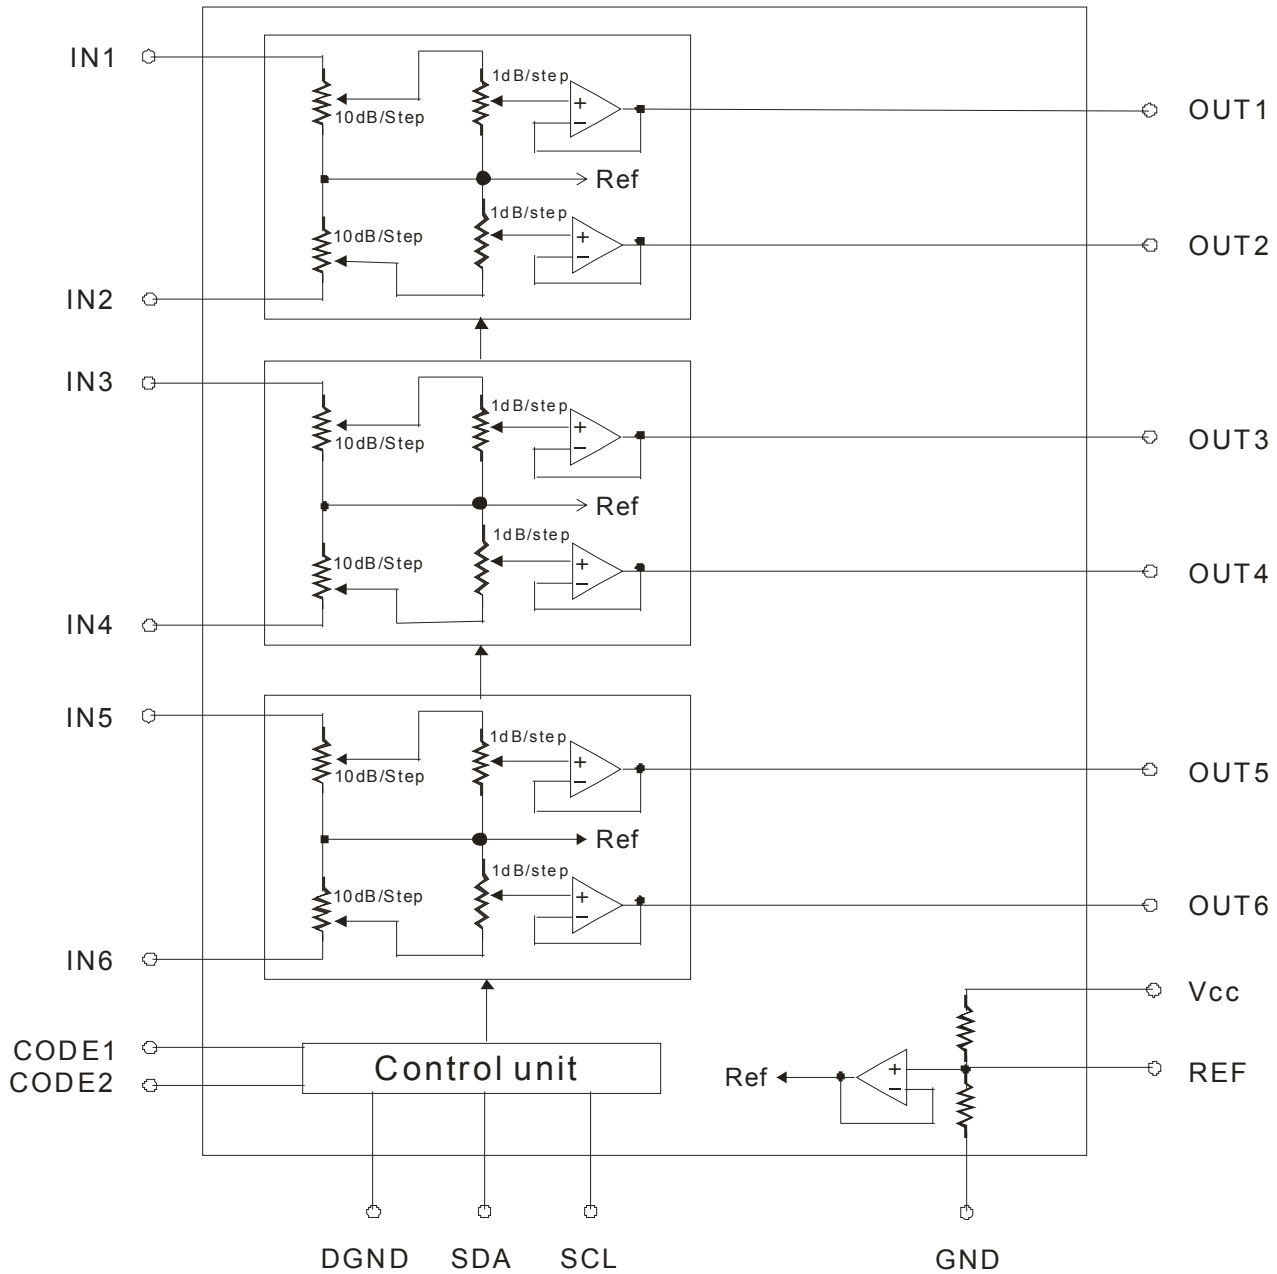 IN1
1dB/step
10dB/Step
+
−
OUT1
Ref
1dB/step
10dB/Step
+
−
OUT2
IN2
IN3
1dB/step
10dB/Step
+
−
OUT3
Ref
1dB/step
10dB/Step
+
−
OUT4
IN4
IN5
1dB/step
10dB/Step
+
−
OUT5
Ref
1dB/step
10dB/Step
+
−
OUT6
IN6
Vcc
CODE1
CODE2
Control unit
Ref
+
−
REF
DGND
SDA
SCL
GND